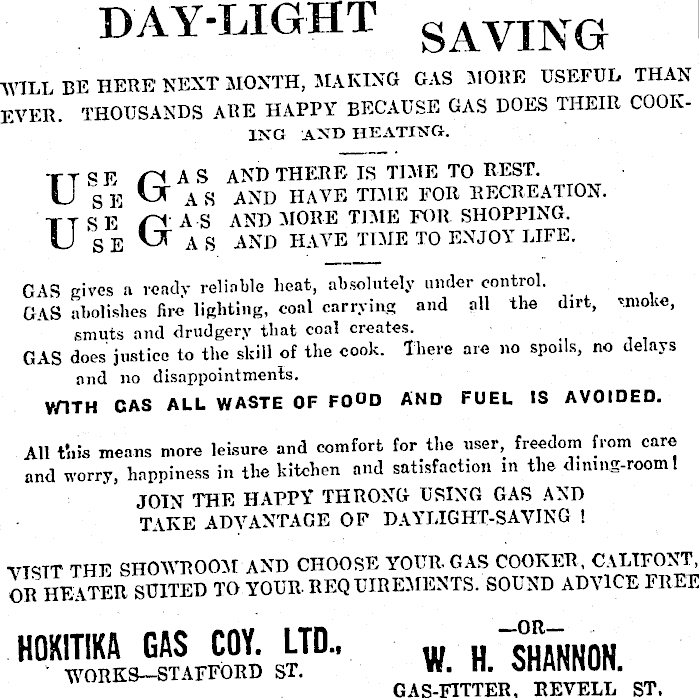 DAY-LIGHT SAVING
WILL BE HERE NEXT MONTH, MAKING GAS MORE USEFUL THAN
EVER. THOUSANDS ARE HAPPY BECAUSE GAS DOES THEIR COOK-
ING AND HEATING.
USE GAS AND THERE IS TIME TO REST.
USE GAS AND HAVE TIME FOR RECREATION.
USE GAS AND MORE TIME FOR SHOPPING.
USE GAS AND HAVE TIME TO ENJOY LIFE.
GAS gives a ready reliable heat, absolutely under control.
GAS abolishes fire lighting, coal carrying and all the dirt, smoke,
smuts and drudgery that coal creates.
GAS does justice to the skill of the cook. There are no spoils, no delays
and no disappointments.
WITH GAS ALL WASTE OF FOOD AND FUEL IS AVOIDED.
All this means more leisure and comfort for the user, freedom from care
and worry, happiness in the kitchen and satisfaction in the dining-room!
JOIN THE HAPPY THRONG USING GAS AND
TAKE ADVANTAGE OF DAYLIGHT-SAVING!
VISIT THE SHOWROOM AND CHOOSE YOUR GAS COOKER, CALIFONT,
OR HEATER SUITED TO YOUR REQUIREMENTS. SOUND ADVICE FREE
HOKITIKA GAS COY. LTD.,
WORKS—STAFFORD ST.
—OR—
W. H. SHANNON.
GAS-FITTER, REVELL ST.